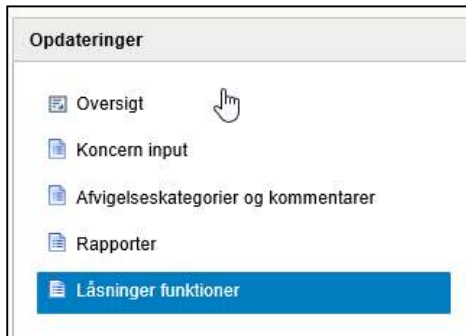 Opdateringer
Oversigt
Koncern input
Afvigelseskategorier og kommentarer
Rapporter
Låsninger funktioner